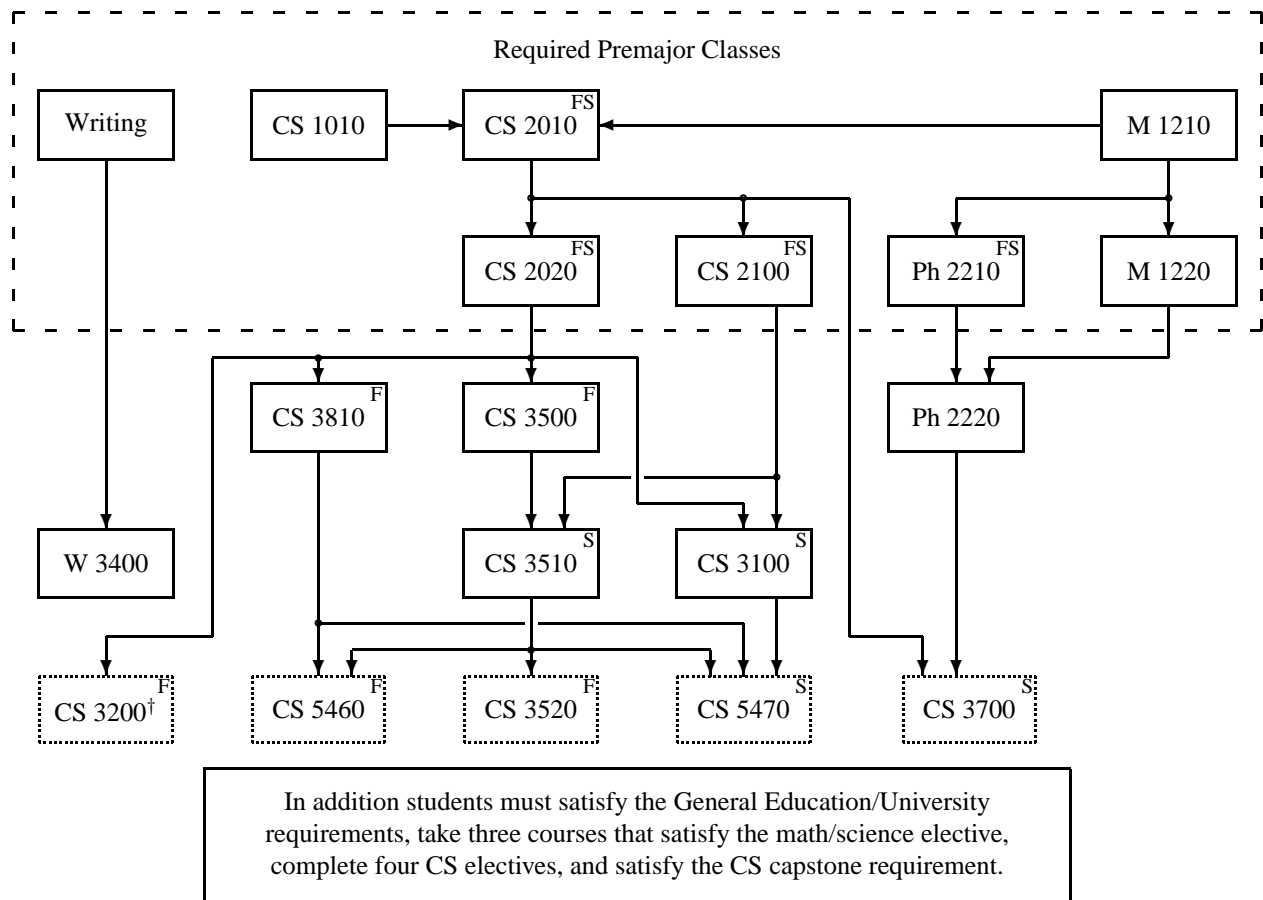 Required Premajor Classes
Writing
CS 1010
CS 2010 FS
M 1210
CS 2020 FS
CS 2100 FS
Ph 2210 FS
M 1220
CS 3810 F
CS 3500 F
Ph 2220
W 3400
CS 3510 S
CS 3100 S
CS 3200† F
CS 5460 F
CS 3520 F
CS 5470 S
CS 3700 S
In addition students must satisfy the General Education/University
requirements, take three courses that satisfy the math/science elective,
complete four CS electives, and satisfy the CS capstone requirement.